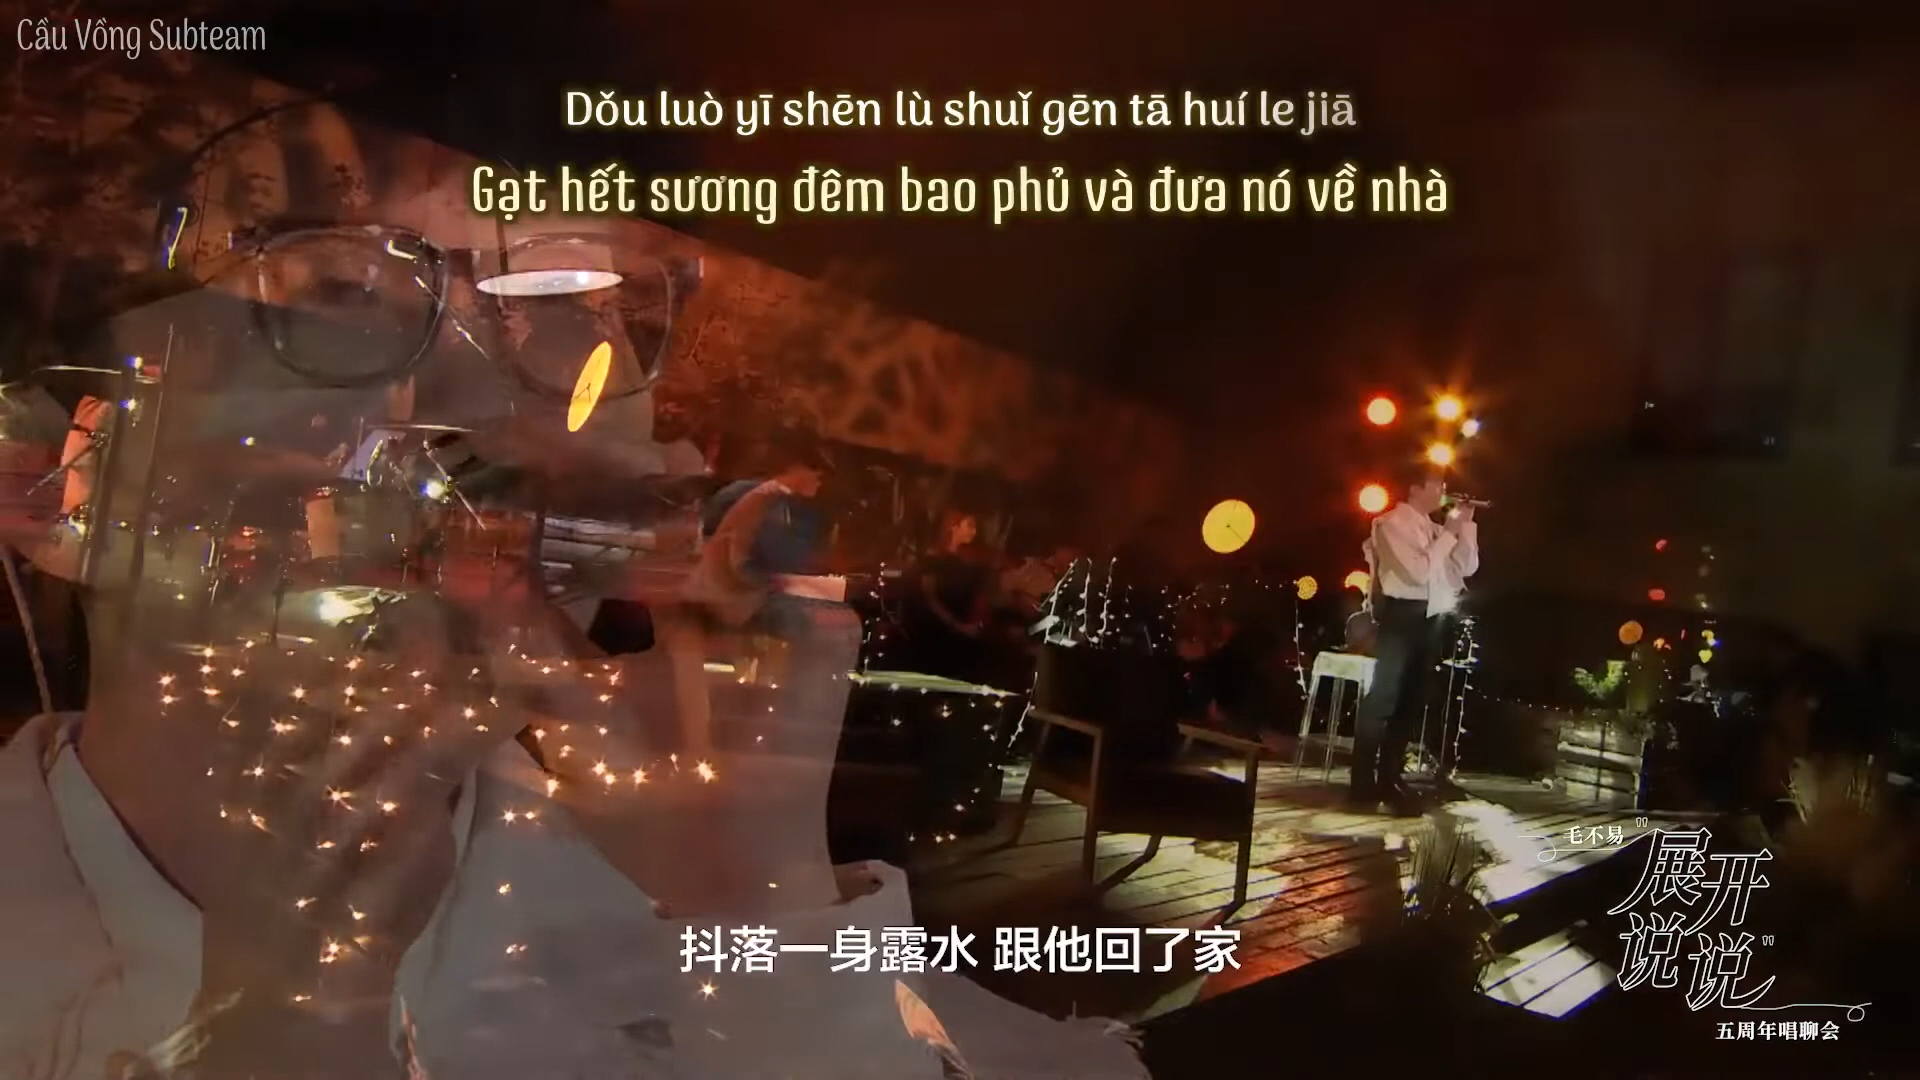 Cầu Vồng Subteam
Dǒu luò yī shēn lù shuǐ gēn tā huí le jiā
Gạt hết sương đêm bao phủ và đưa nó về nhà
抖落一身露水 跟他回了家
毛不易
"展开
说说"
五周年唱聊会